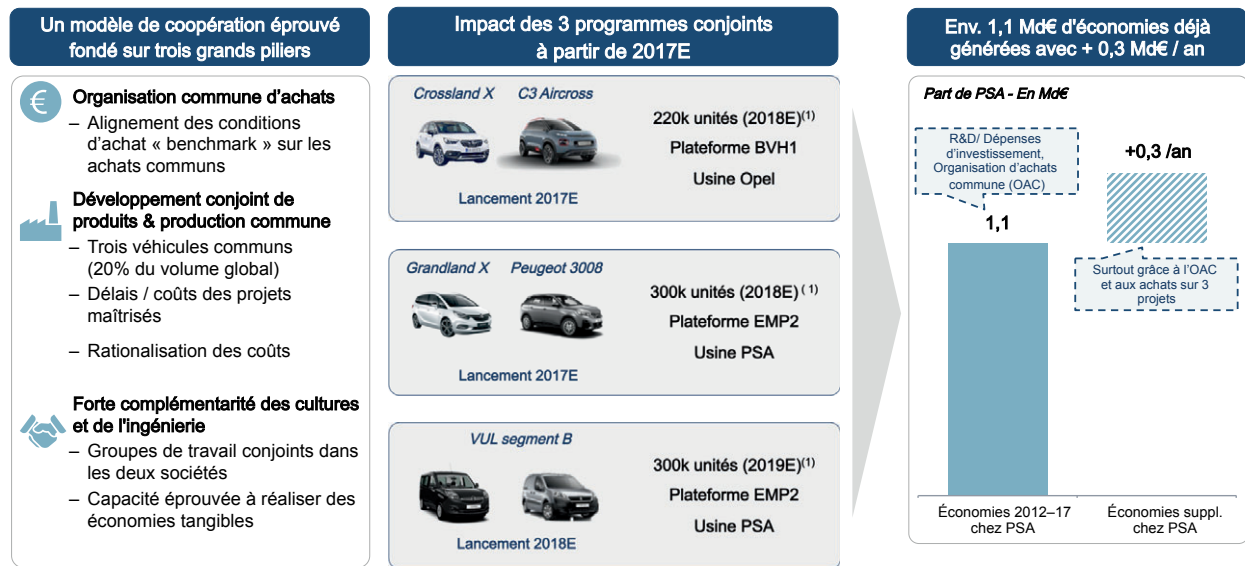 Un modèle de coopération éprouvé
fondé sur trois grands piliers
€
Organisation commune d'achats
– Alignement des conditions
d'achat « benchmark » sur les
achats communs
Développement conjoint de
produits & production commune
– Trois véhicules communs
(20% du volume global)
– Délais / coûts des projets
maîtrisés
– Rationalisation des coûts
Forte complémentarité des cultures
et de l'ingénierie
– Groupes de travail conjoints dans
les deux sociétés
– Capacité éprouvée à réaliser des
économies tangibles
Impact des 3 programmes conjoints
à partir de 2017E
Crossland X C3 Aircross
220k unités (2018E)(1)
Plateforme BVH1
Usine Opel
Lancement 2017E
Grandland X Peugeot 3008
300k unités (2018E)(1)
Plateforme EMP2
Usine PSA
Lancement 2017E
VUL segment B
300k unités (2019E)(1)
Plateforme EMP2
Usine PSA
Lancement 2018E
Env. 1,1 Md€ d'économies déjà
générées avec + 0,3 Md€ / an
Part de PSA - En Md€
R&D/ Dépenses
d'investissement,
Organisation d'achats
commune (OAC)
1,1
+0,3 /an
Surtout grâce à l'OAC
et aux achats sur 3
projets
Économies 2012–17
chez PSA
Économies suppl.
chez PSA